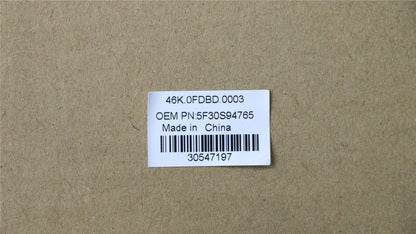 46K.0FDBD.0003
OEM PN:5F30S94765
Made in China
30547197